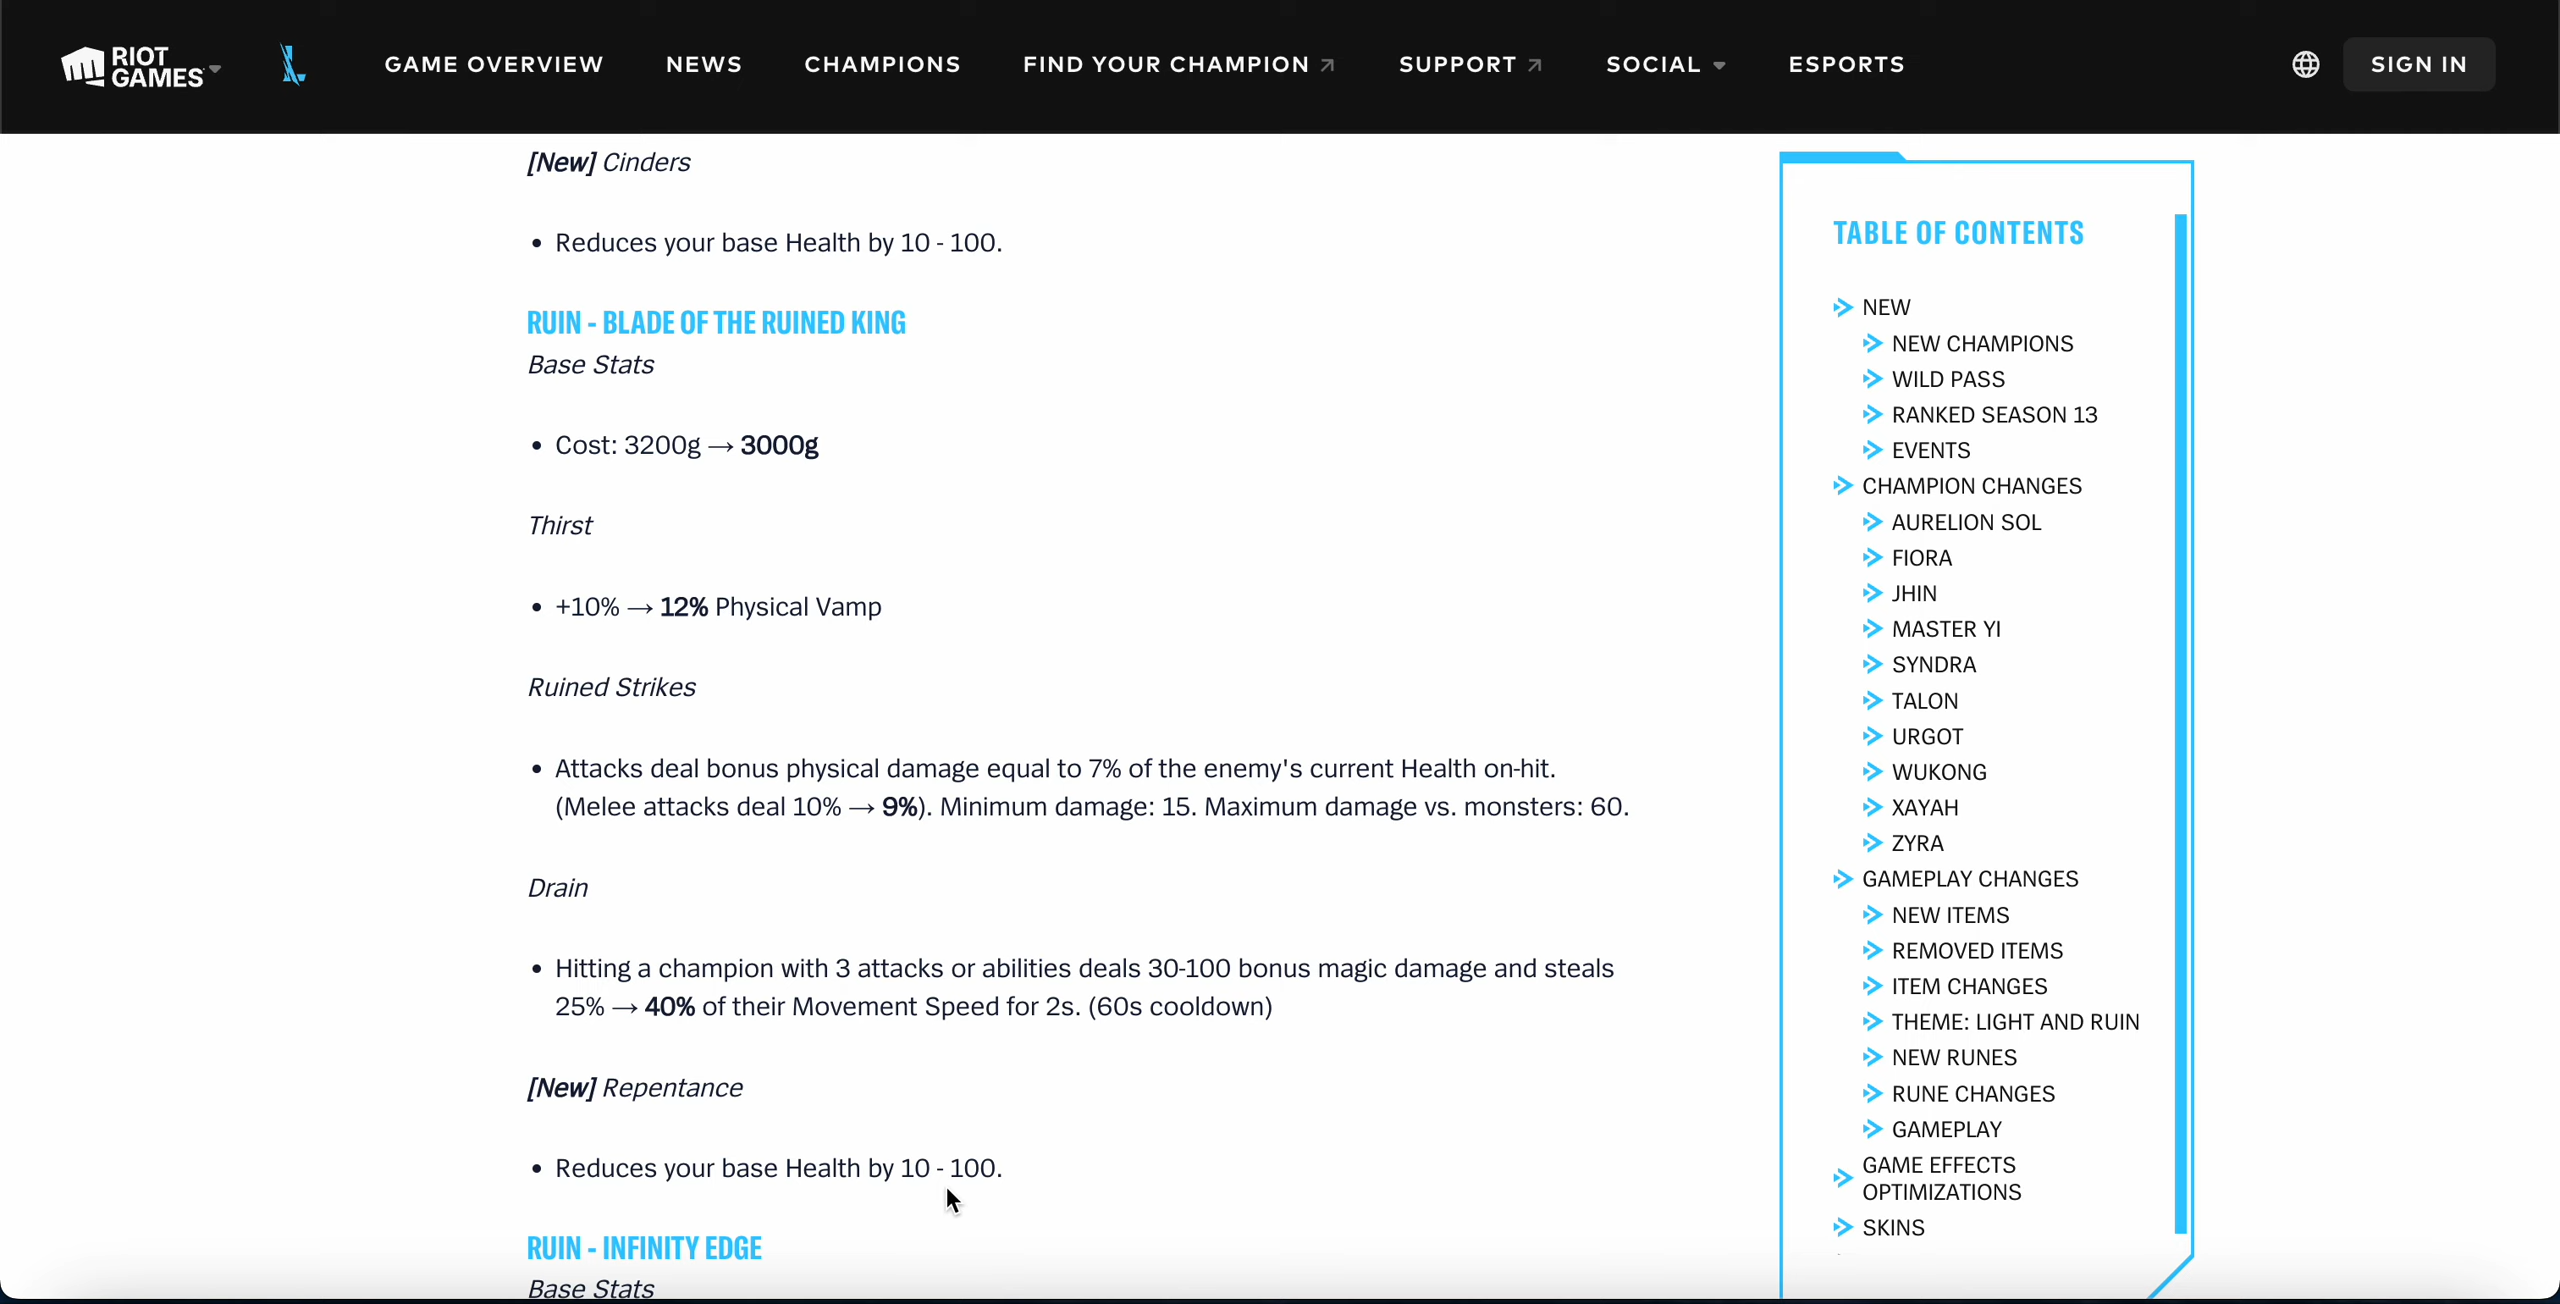 RIOT
GAMES
GAME OVERVIEW NEWS CHAMPIONS FIND YOUR CHAMPION SUPPORT SOCIAL ESPORTS SIGN IN
[New] Cinders
• Reduces your base Health by 10 - 100.
RUIN - BLADE OF THE RUINED KING
Base Stats
• Cost: 3200g → 3000g
Thirst
• +10% → 12% Physical Vamp
Ruined Strikes
• Attacks deal bonus physical damage equal to 7% of the enemy's current Health on-hit.
(Melee attacks deal 10% → 9%). Minimum damage: 15. Maximum damage vs. monsters: 60.
Drain
• Hitting a champion with 3 attacks or abilities deals 30-100 bonus magic damage and steals
25% → 40% of their Movement Speed for 2s. (60s cooldown)
[New] Repentance
• Reduces your base Health by 10 - 100.
RUIN - INFINITY EDGE
Base Stats
TABLE OF CONTENTS
NEW
NEW CHAMPIONS
WILD PASS
RANKED SEASON 13
EVENTS
CHAMPION CHANGES
AURELION SOL
FIORA
JHIN
MASTER YI
SYNDRA
TALON
URGOT
WUKONG
XAYAH
ZYRA
GAMEPLAY CHANGES
NEW ITEMS
REMOVED ITEMS
ITEM CHANGES
THEME: LIGHT AND RUIN
NEW RUNES
RUNE CHANGES
GAMEPLAY
GAME EFFECTS
OPTIMIZATIONS
SKINS